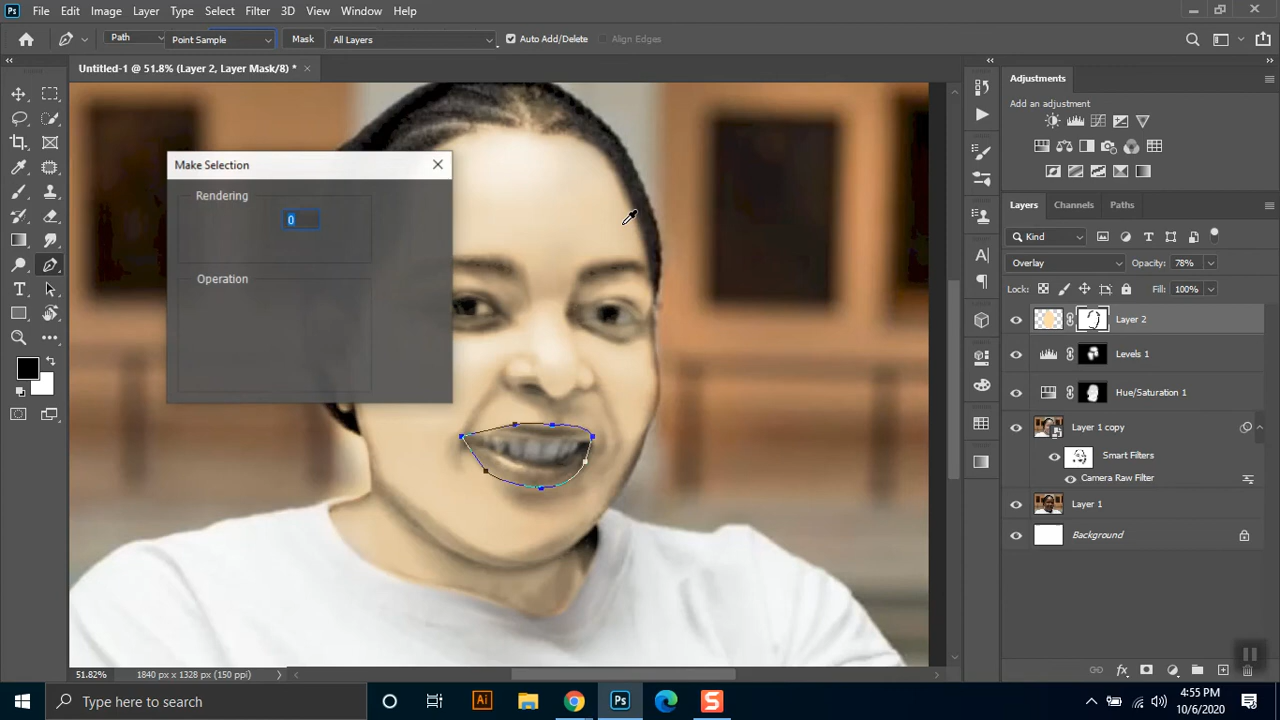 Ps File Edit Image Layer Type Select Filter 3D View Window Help
Path Point Sample Mask All Layers Auto Add/Delete Align Edges
Untitled-1 @ 51.8% (Layer 2, Layer Mask/8) * ×
Make Selection
Rendering
0
Operation
Adjustments
Add an adjustment
Layers Channels Paths
Kind
Overlay Opacity: 78%
Lock: Fill: 100%
Layer 2
Levels 1
Hue/Saturation 1
Layer 1 copy
Smart Filters
Camera Raw Filter
Layer 1
Background
51.82% 1840 px x 1328 px (150 ppi)
fx
Type here to search
Ai Ps S
4:55 PM
10/6/2020